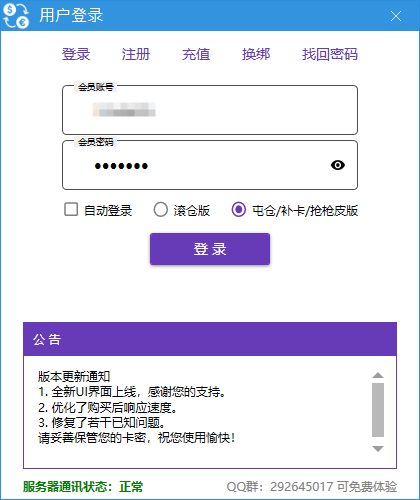 用户登录
登录 注册 充值 换绑 找回密码
会员账号
会员密码
自动登录 滚仓版 屯仓/补卡/抢枪皮版
登 录
公 告
版本更新通知
1. 全新UI界面上线，感谢您的支持。
2. 优化了购买后响应速度。
3. 修复了若干已知问题。
请妥善保管您的卡密，祝您使用愉快！
服务器通讯状态：正常 QQ群：292645017 可免费体验